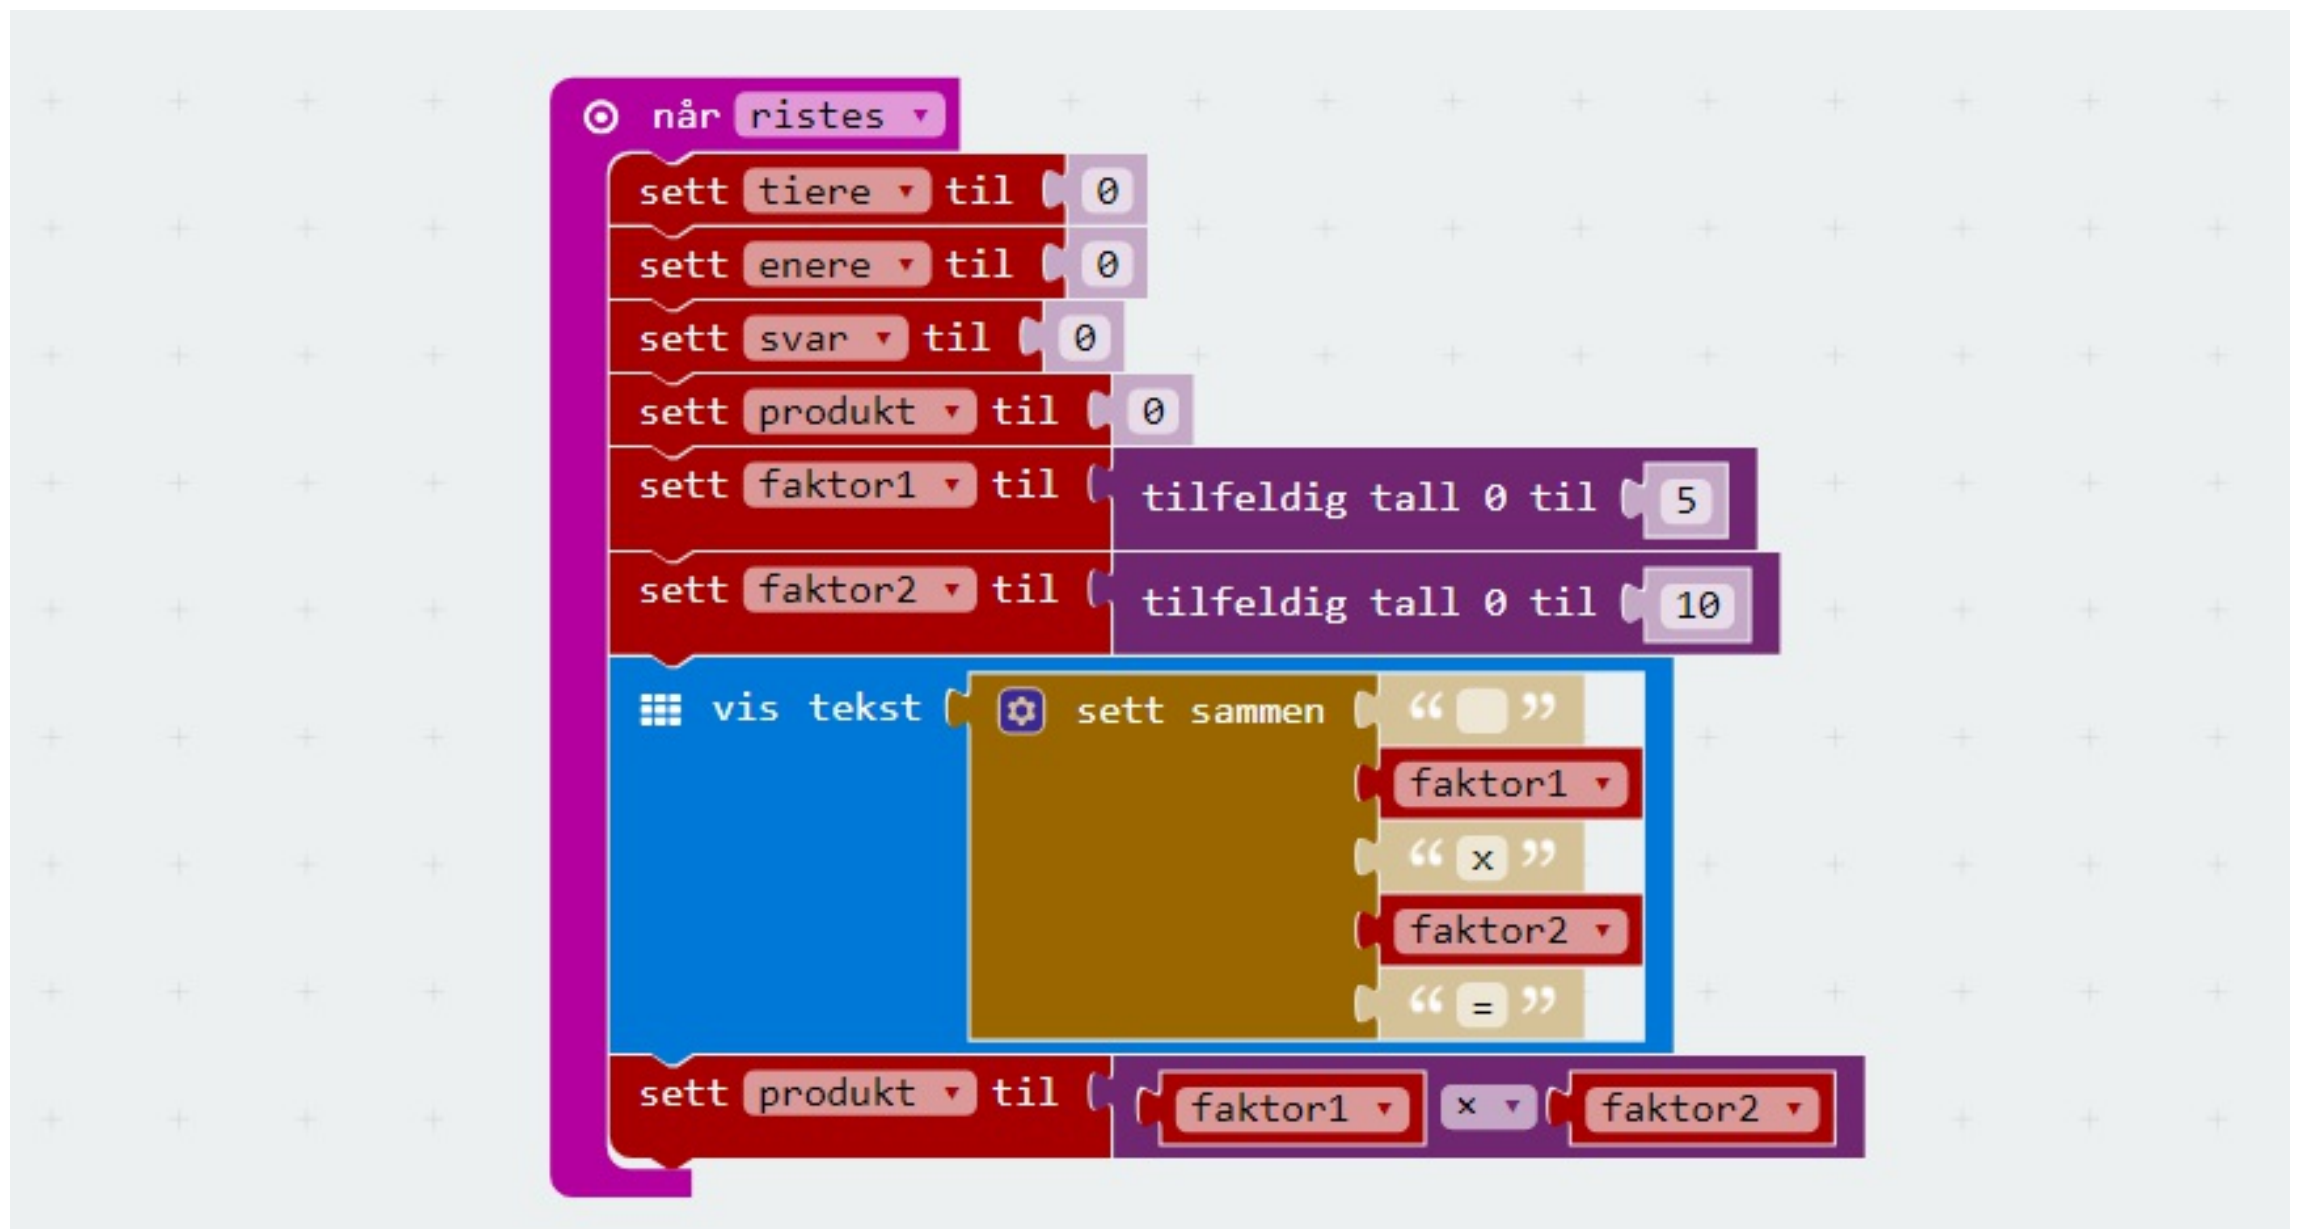 når ristes
sett tiere til 0
sett enere til 0
sett svar til 0
sett produkt til 0
sett faktor1 til tilfeldig tall 0 til 5
sett faktor2 til tilfeldig tall 0 til 10
vis tekst sett sammen “ ”
faktor1
“ x ”
faktor2
“ = ”
sett produkt til faktor1 × faktor2